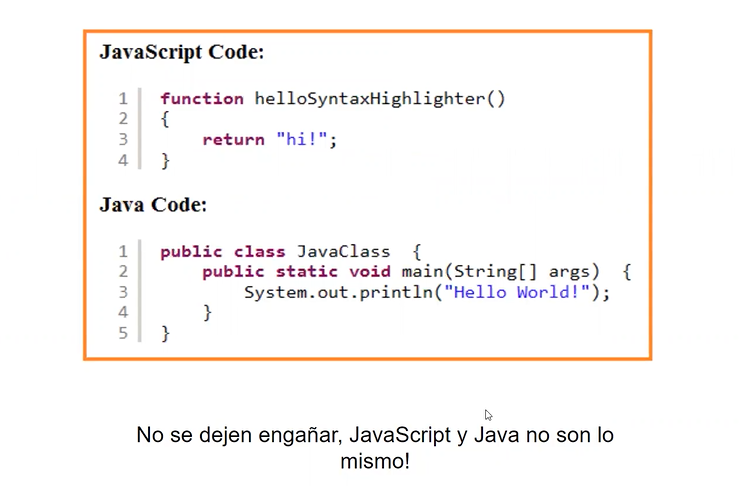 JavaScript Code:
1 function helloSyntaxHighlighter()
2 {
3     return "hi!";
4 }
Java Code:
1 public class JavaClass  {
2     public static void main(String[] args)  {
3         System.out.println("Hello World!");
4     }
5 }
No se dejen engañar, JavaScript y Java no son lo
mismo!